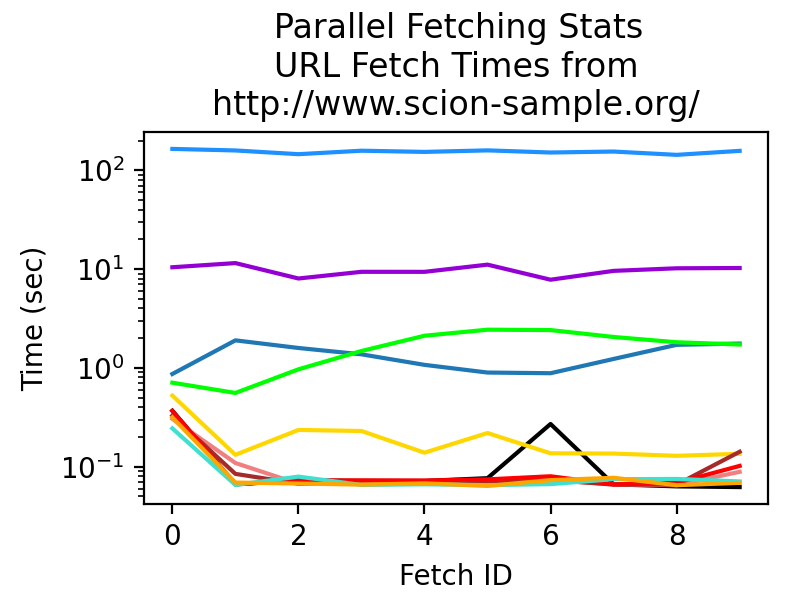 Parallel Fetching Stats
URL Fetch Times from
http://www.scion-sample.org/
Time (sec)
10²
10¹
10⁰
10⁻¹
0 2 4 6 8
Fetch ID